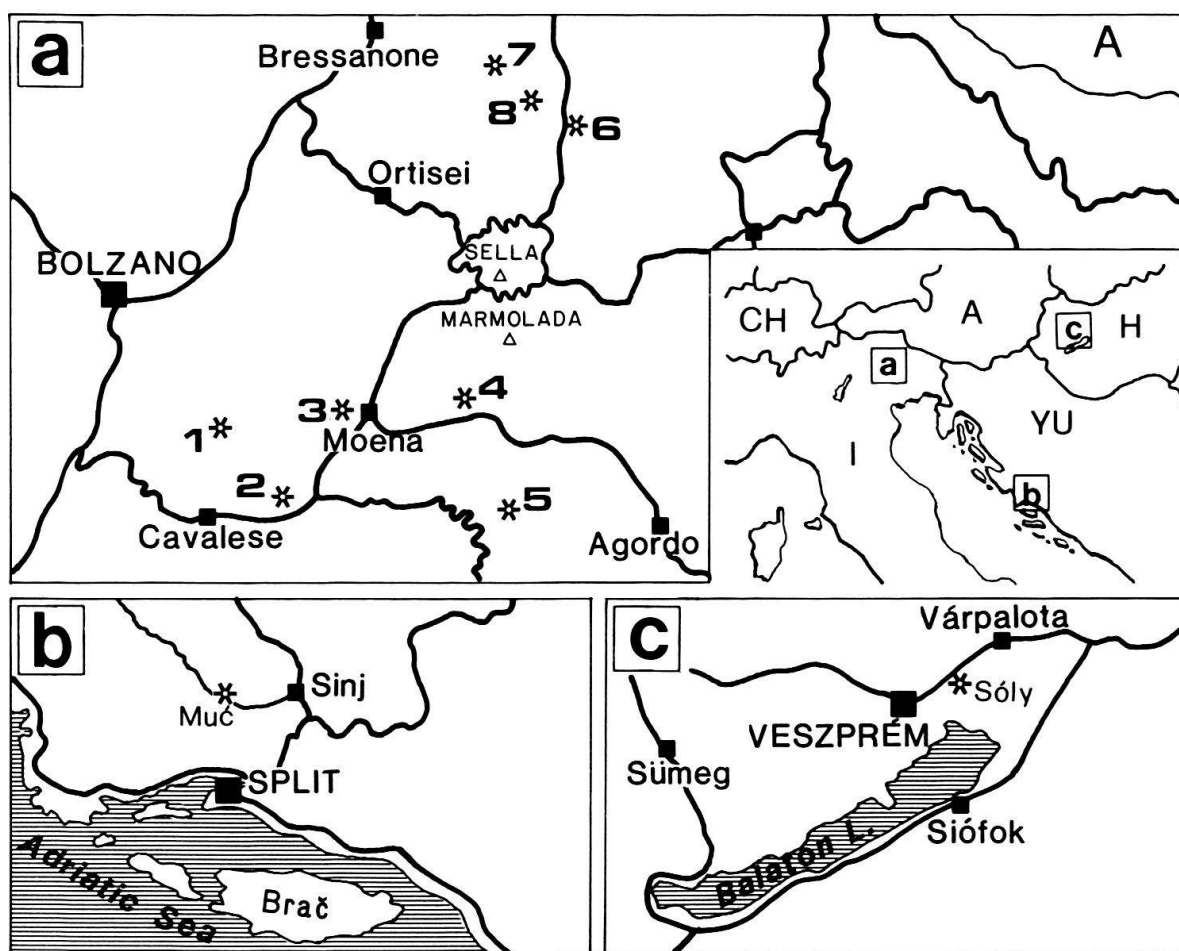 a
Bressanone
7
8
6
A
Ortisei
BOLZANO
SELLA
MARMOLADA
3
4
Moena
1
2
5
Cavalese
Agordo
CH
A
c
H
a
YU
I
b
b
Sinj
Muć
SPLIT
Adriatic Sea
Brač
c
Várpalota
Sóly
VESZPRÉM
Sümeg
Siófok
Balaton L.